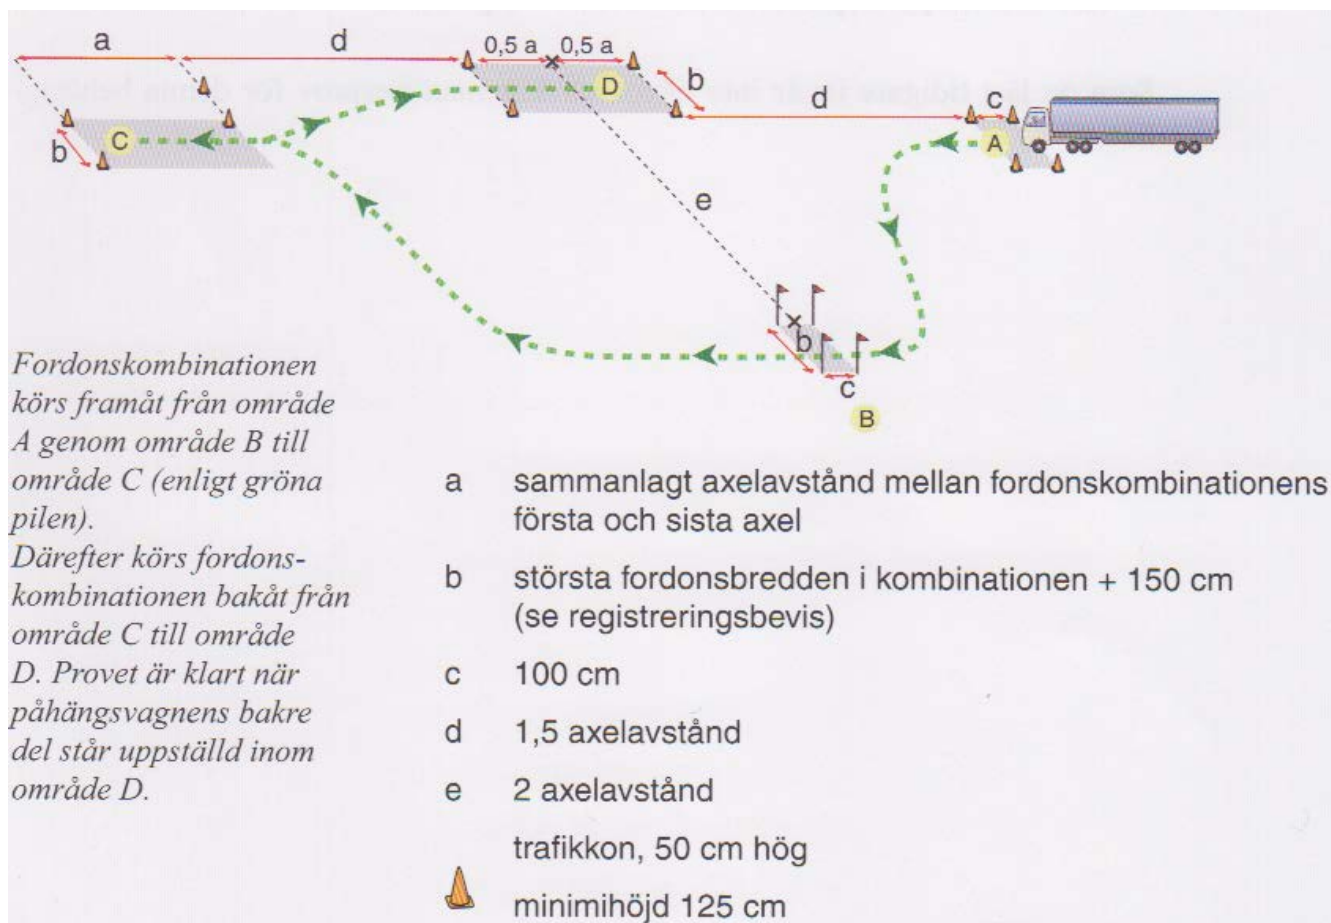 a
d
0,5 a 0,5 a
b
D
d
c
A
C
b
e
b
c
B
Fordonskombinationen
körs framåt från område
A genom område B till
område C (enligt gröna
pilen).
Därefter körs fordons-
kombinationen bakåt från
område C till område
D. Provet är klart när
påhängsvagnens bakre
del står uppställd inom
område D.
a sammanlagt axelavstånd mellan fordonskombinationens
första och sista axel
b största fordonsbredden i kombinationen + 150 cm
(se registreringsbevis)
c 100 cm
d 1,5 axelavstånd
e 2 axelavstånd
trafikkon, 50 cm hög
minimihöjd 125 cm